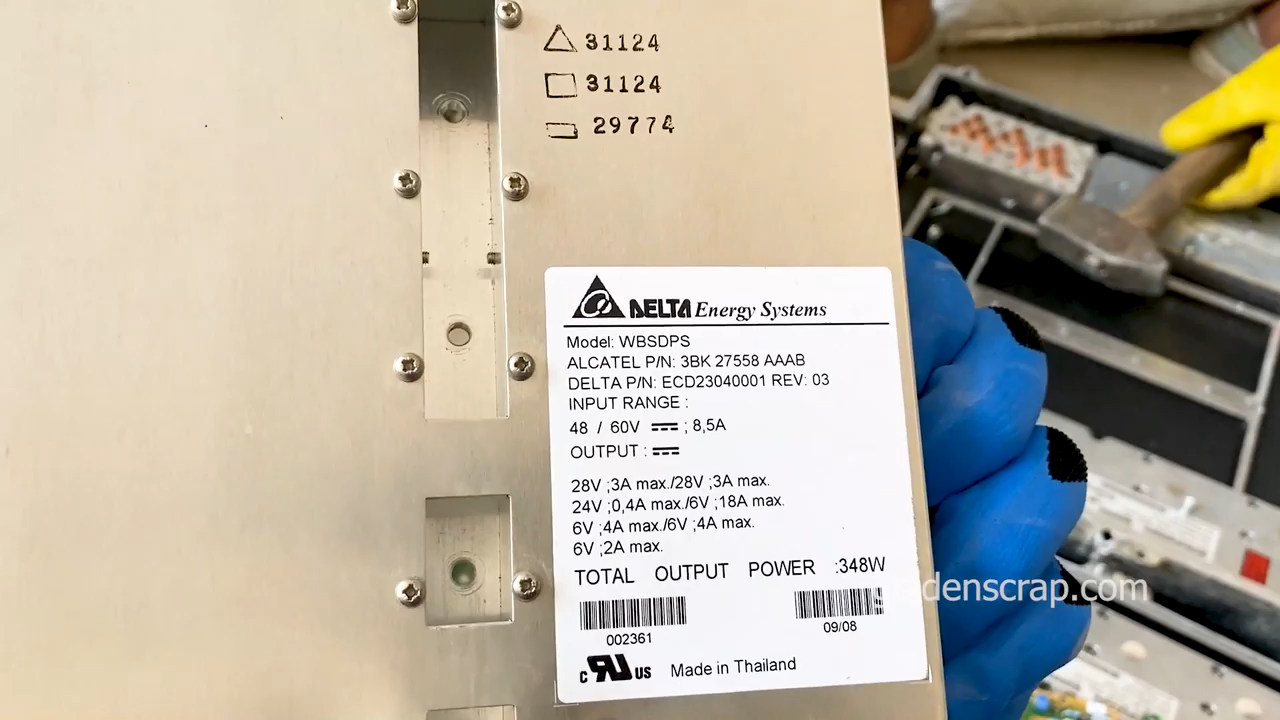 31124
31124
29774
DELTA Energy Systems
Model: WBSDPS
ALCATEL P/N: 3BK 27558 AAAB
DELTA P/N: ECD23040001 REV: 03
INPUT RANGE :
48 / 60V ⎓ ; 8,5A
OUTPUT : ⎓
28V ;3A max./28V ;3A max.
24V ;0,4A max./6V ;18A max.
6V ;4A max./6V ;4A max.
6V ;2A max.
TOTAL OUTPUT POWER :348W
002361
09/08
c RU US
Made in Thailand
denscrap.com